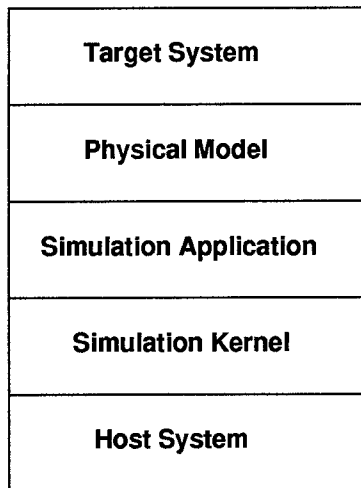 Target System
Physical Model
Simulation Application
Simulation Kernel
Host System